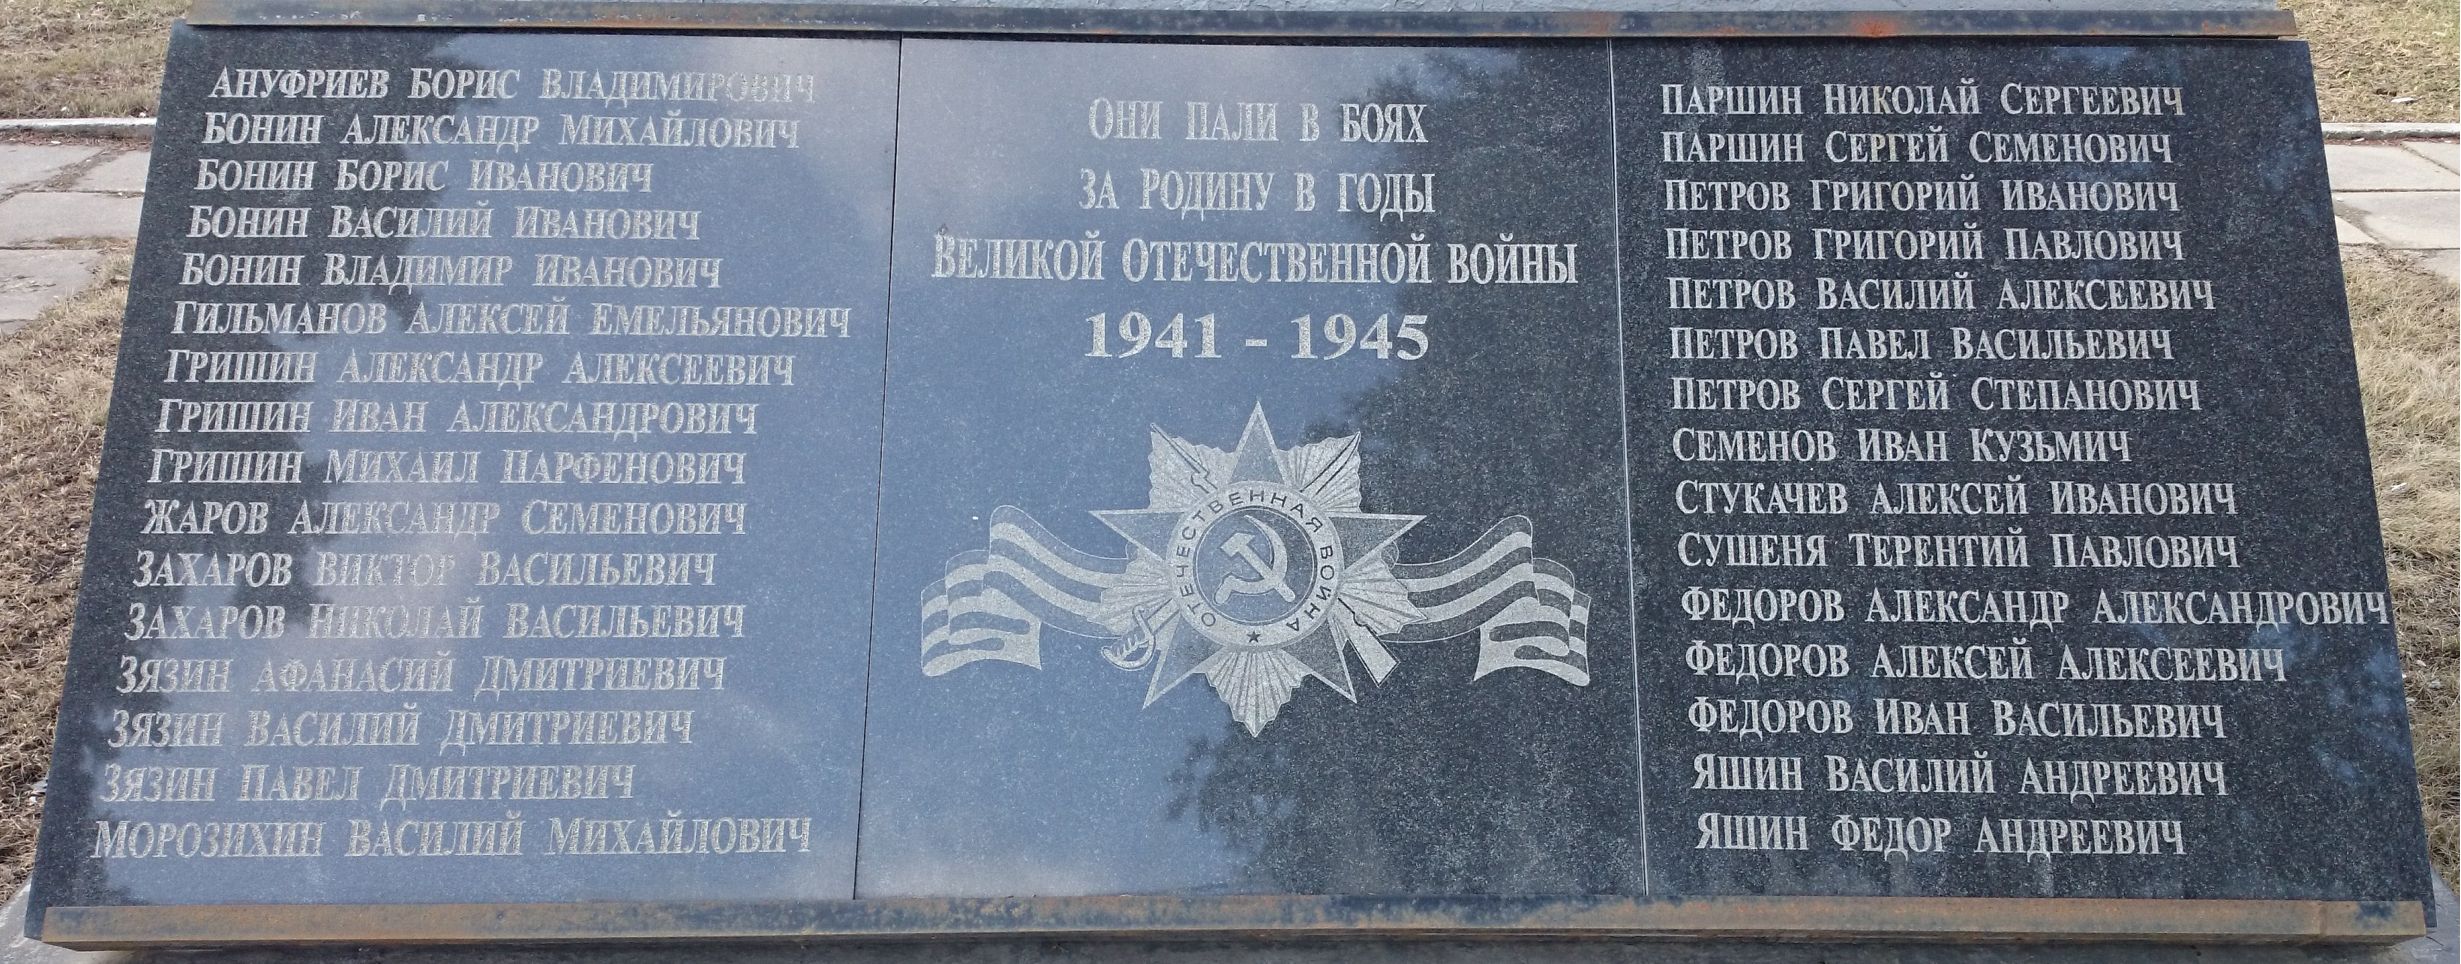 АНУФРИЕВ БОРИС ВЛАДИМИРОВИЧ
БОНИН АЛЕКСАНДР МИХАЙЛОВИЧ
БОНИН БОРИС ИВАНОВИЧ
БОНИН ВАСИЛИЙ ИВАНОВИЧ
БОНИН ВЛАДИМИР ИВАНОВИЧ
ГИЛЬМАНОВ АЛЕКСЕЙ ЕМЕЛЬЯНОВИЧ
ГРИШИН АЛЕКСАНДР АЛЕКСЕЕВИЧ
ГРИШИН ИВАН АЛЕКСАНДРОВИЧ
ГРИШИН МИХАИЛ ПАРФЕНОВИЧ
ЖАРОВ АЛЕКСАНДР СЕМЕНОВИЧ
ЗАХАРОВ ВИКТОР ВАСИЛЬЕВИЧ
ЗАХАРОВ НИКОЛАЙ ВАСИЛЬЕВИЧ
ЗЯЗИН АФАНАСИЙ ДМИТРИЕВИЧ
ЗЯЗИН ВАСИЛИЙ ДМИТРИЕВИЧ
ЗЯЗИН ПАВЕЛ ДМИТРИЕВИЧ
МОРОЗИХИН ВАСИЛИЙ МИХАЙЛОВИЧ
ОНИ ПАЛИ В БОЯХ
ЗА РОДИНУ В ГОДЫ
ВЕЛИКОЙ ОТЕЧЕСТВЕННОЙ ВОЙНЫ
1941 - 1945
ОТЕЧЕСТВЕННАЯ ВОЙНА
ПАРШИН НИКОЛАЙ СЕРГЕЕВИЧ
ПАРШИН СЕРГЕЙ СЕМЕНОВИЧ
ПЕТРОВ ГРИГОРИЙ ИВАНОВИЧ
ПЕТРОВ ГРИГОРИЙ ПАВЛОВИЧ
ПЕТРОВ ВАСИЛИЙ АЛЕКСЕЕВИЧ
ПЕТРОВ ПАВЕЛ ВАСИЛЬЕВИЧ
ПЕТРОВ СЕРГЕЙ СТЕПАНОВИЧ
СЕМЕНОВ ИВАН КУЗЬМИЧ
СТУКАЧЕВ АЛЕКСЕЙ ИВАНОВИЧ
СУШЕНЯ ТЕРЕНТИЙ ПАВЛОВИЧ
ФЕДОРОВ АЛЕКСАНДР АЛЕКСАНДРОВИЧ
ФЕДОРОВ АЛЕКСЕЙ АЛЕКСЕЕВИЧ
ФЕДОРОВ ИВАН ВАСИЛЬЕВИЧ
ЯШИН ВАСИЛИЙ АНДРЕЕВИЧ
ЯШИН ФЕДОР АНДРЕЕВИЧ